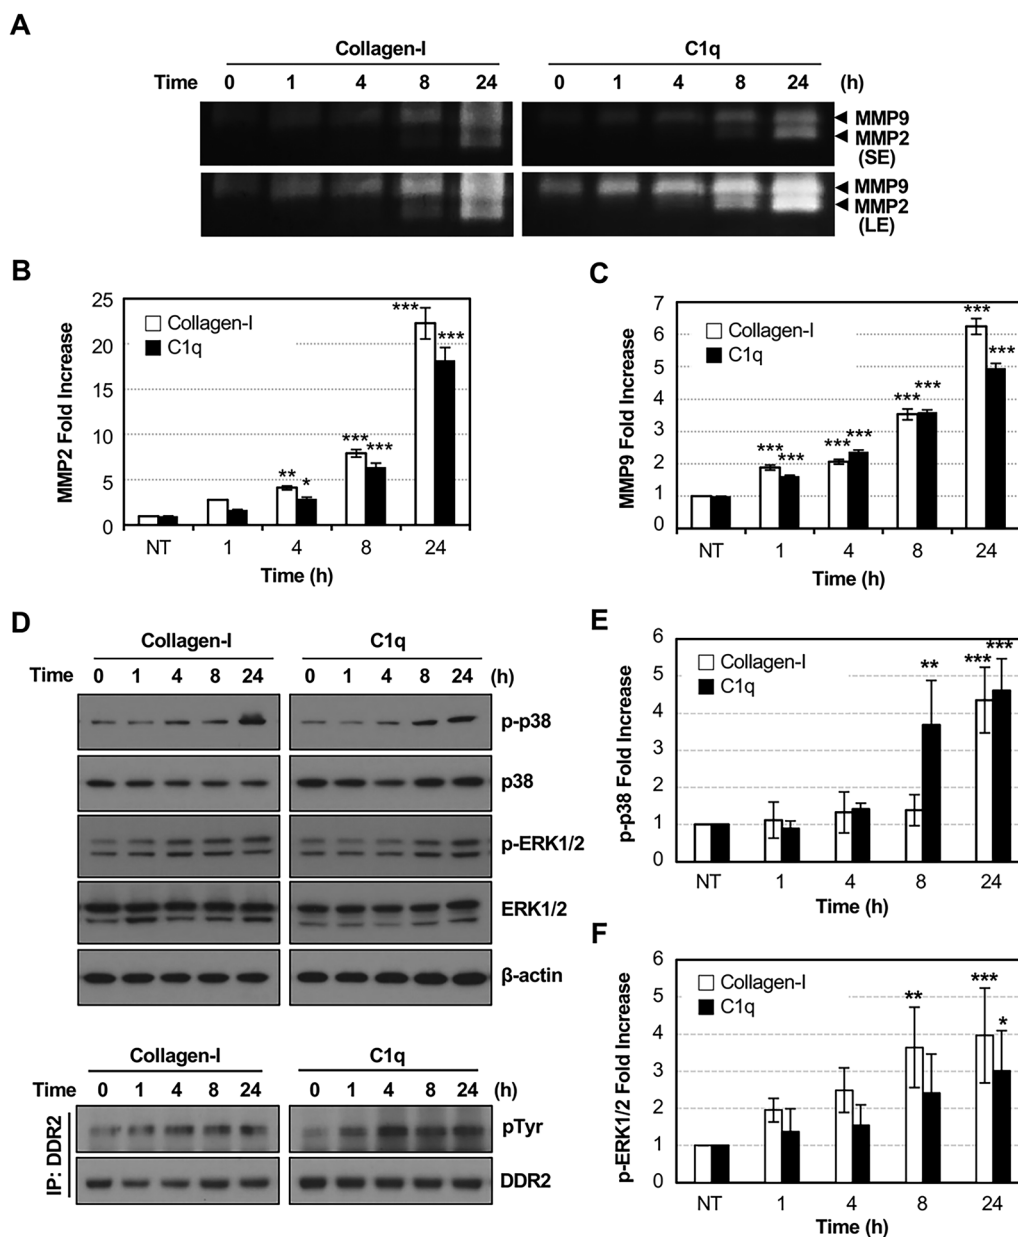 A
Collagen-I C1q
Time 0 1 4 8 24 0 1 4 8 24 (h)
MMP9
MMP2
(SE)
MMP9
MMP2
(LE)
B
MMP2 Fold Increase
25
20
15
10
5
0
Collagen-I
C1q
** * *** *** *** ***
NT 1 4 8 24
Time (h)
C
MMP9 Fold Increase
7
6
5
4
3
2
1
0
Collagen-I
C1q
*** *** *** *** *** *** *** ***
NT 1 4 8 24
Time (h)
D
Collagen-I C1q
Time 0 1 4 8 24 0 1 4 8 24 (h)
p-p38
p38
p-ERK1/2
ERK1/2
β-actin
Collagen-I C1q
Time 0 1 4 8 24 0 1 4 8 24 (h)
IP: DDR2
pTyr
DDR2
E
p-p38 Fold Increase
6
5
4
3
2
1
0
Collagen-I
C1q
** *** ***
NT 1 4 8 24
Time (h)
F
p-ERK1/2 Fold Increase
6
5
4
3
2
1
0
Collagen-I
C1q
** *** *
NT 1 4 8 24
Time (h)